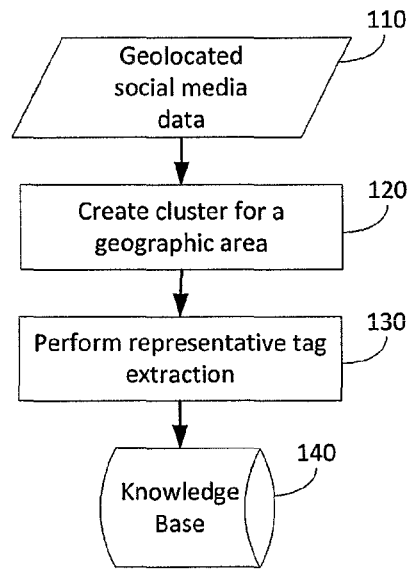 110
Geolocated
social media
data
120
Create cluster for a
geographic area
130
Perform representative tag
extraction
140
Knowledge
Base